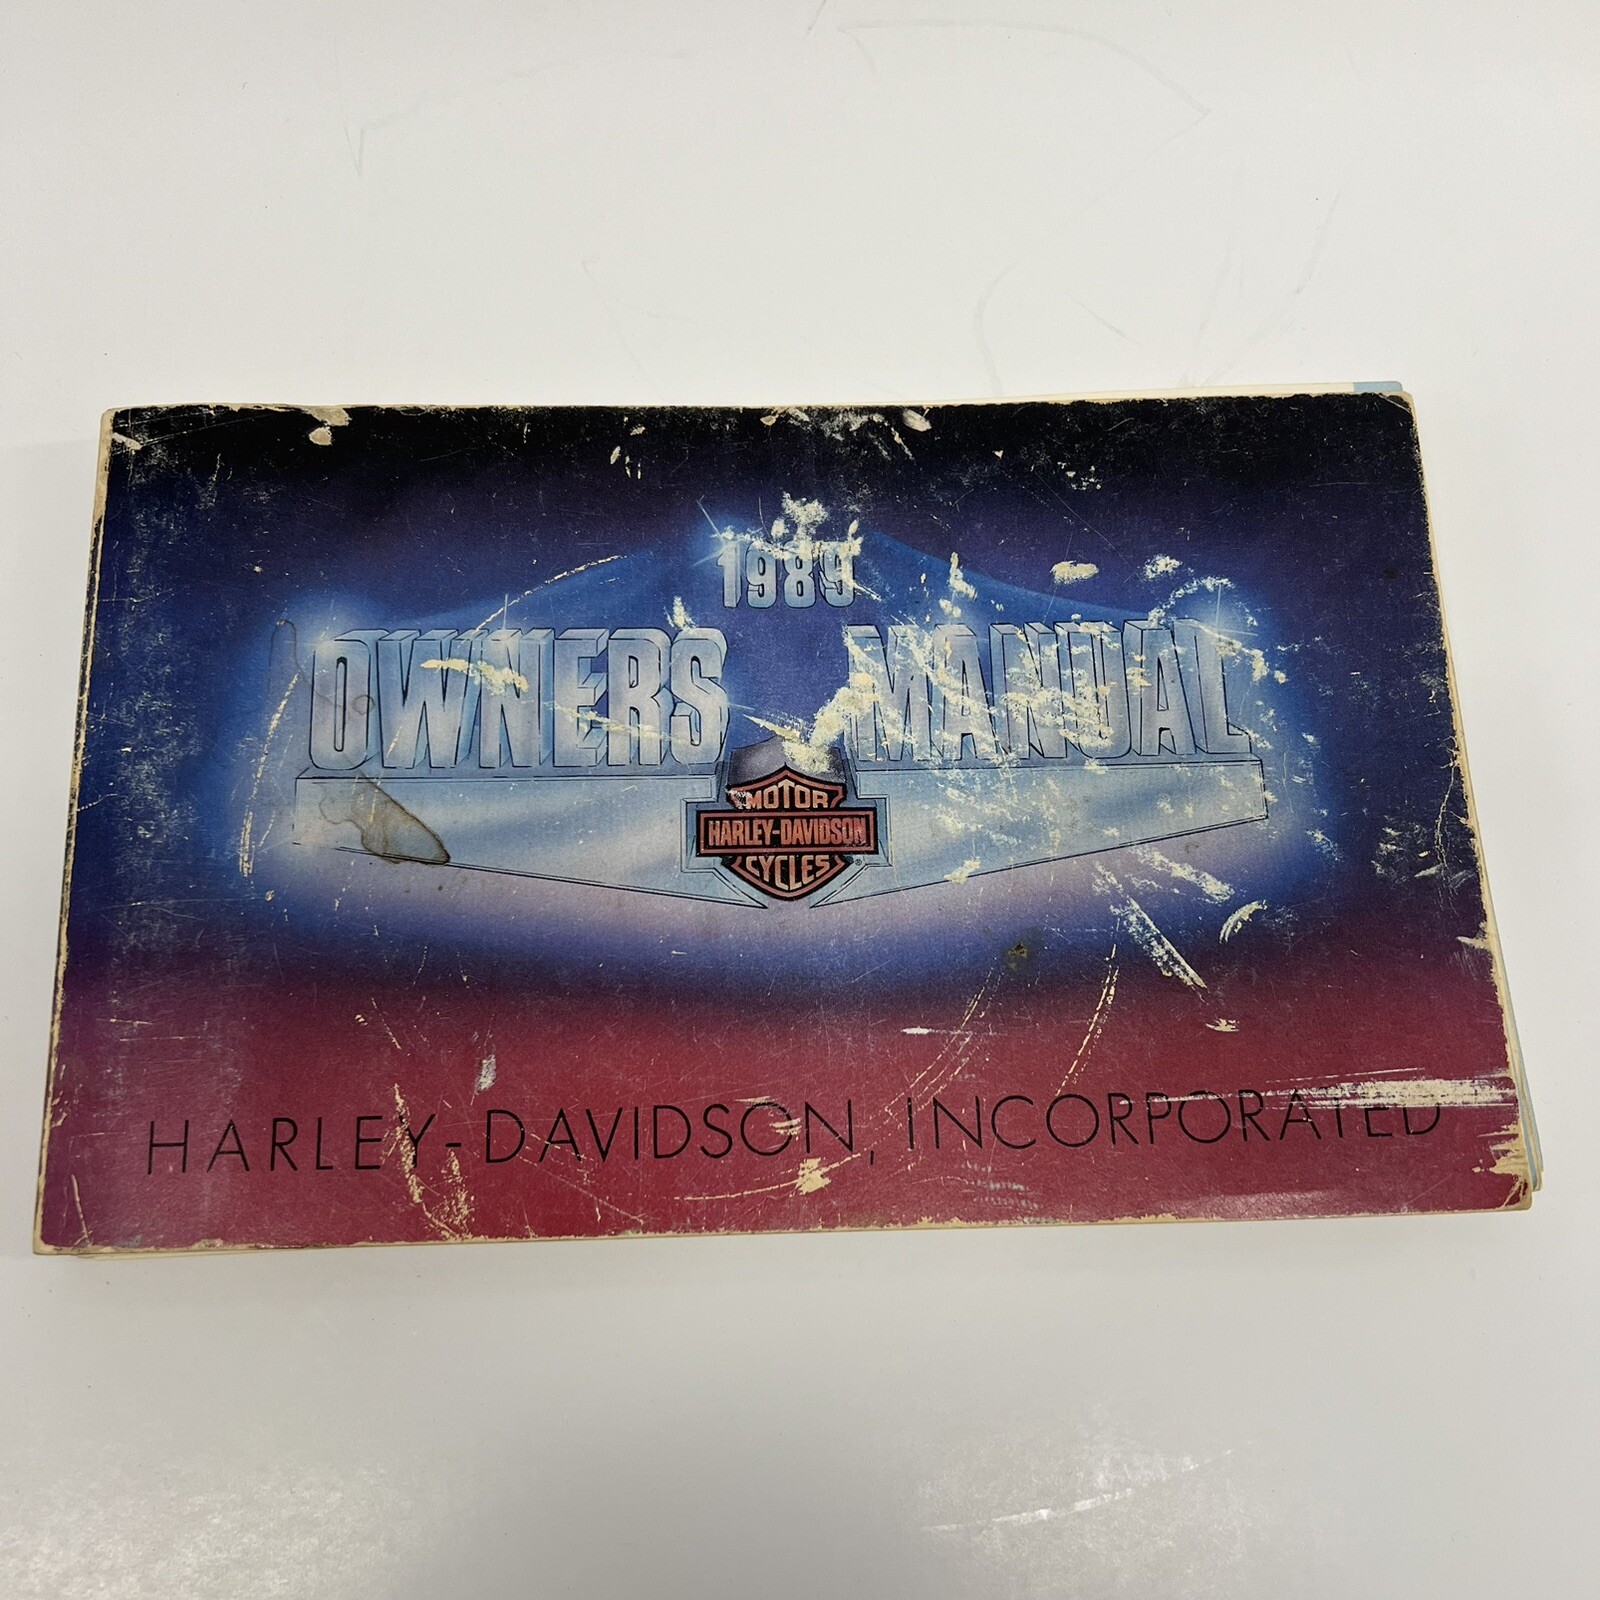 1989
OWNERS MANUAL
MOTOR
HARLEY-DAVIDSON
CYCLES ®
HARLEY-DAVIDSON, INCORPORATED